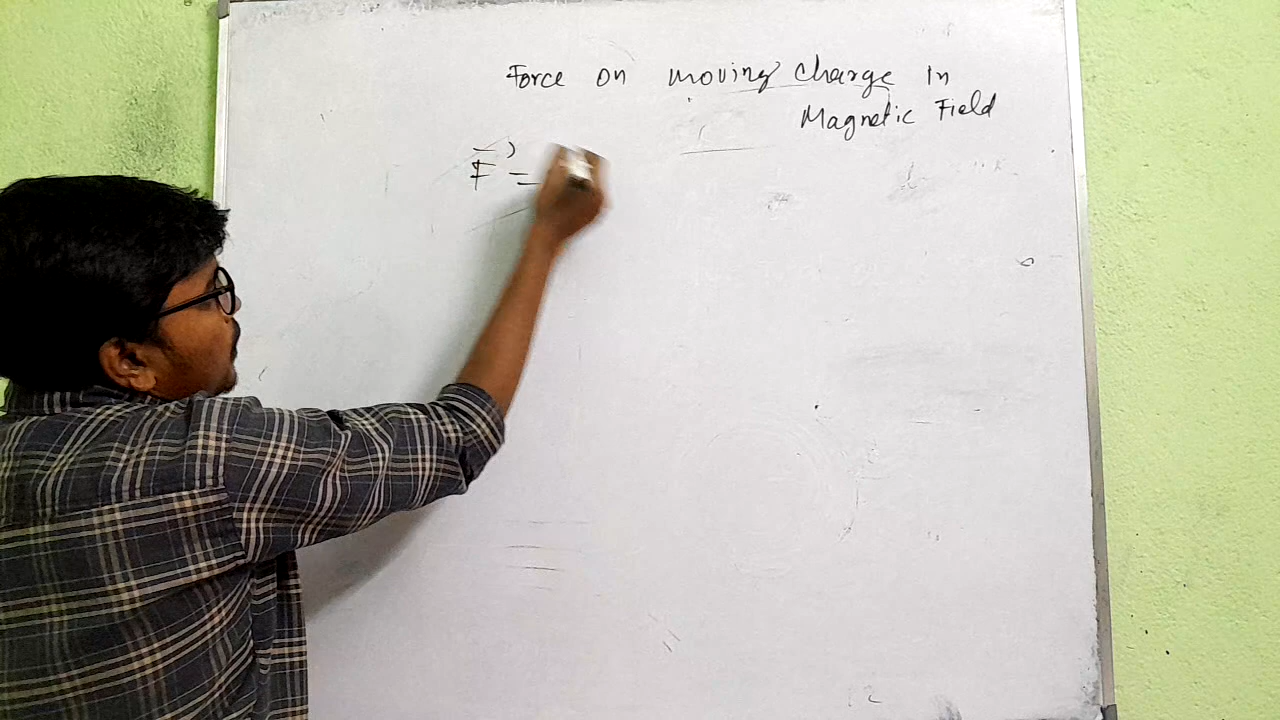 Force on moving charge in
Magnetic Field
F =